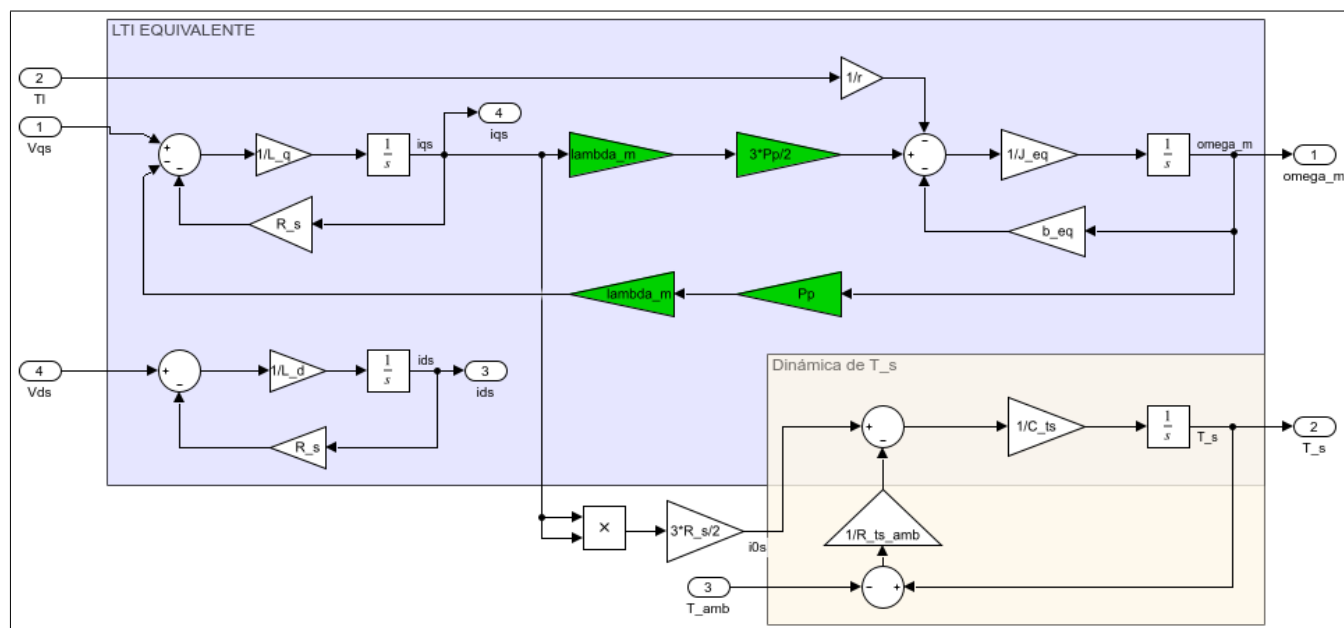 LTI EQUIVALENTE
2
Tl
1/r
1
Vqs
+
−
−
1/L_q
1
s
iqs
4
iqs
lambda_m
3*Pp/2
−
+
−
1/J_eq
1
s
omega_m
1
omega_m
R_s
b_eq
lambda_m
Pp
4
Vds
+
−
1/L_d
1
s
ids
3
ids
R_s
Dinámica de T_s
+
−
1/C_ts
1
s
T_s
2
T_s
×
3*R_s/2
i0s
1/R_ts_amb
3
T_amb
−
+